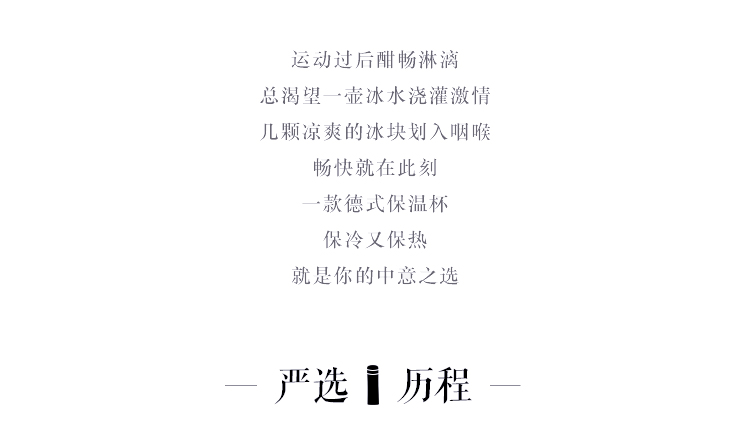 运动过后酣畅淋漓
总渴望一壶冰水浇灌激情
几颗凉爽的冰块划入咽喉
畅快就在此刻
一款德式保温杯
保冷又保热
就是你的中意之选
严选 历程